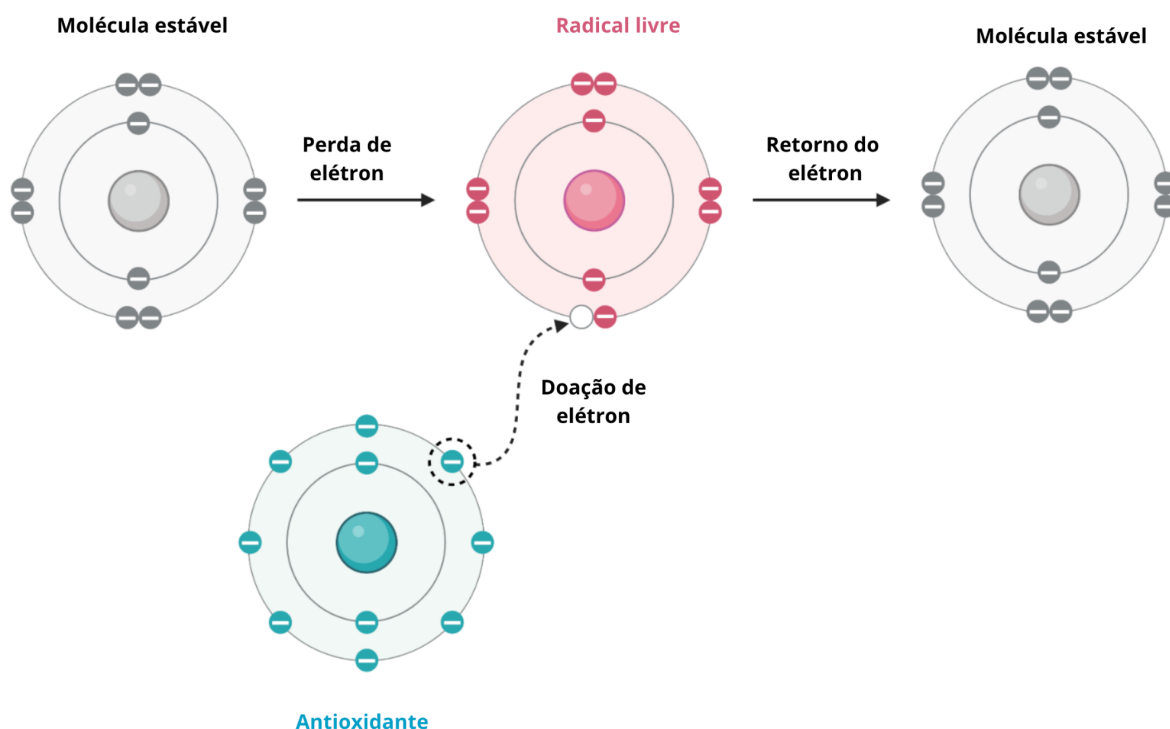 Molécula estável
Radical livre
Molécula estável
Perda de
elétron
Retorno do
elétron
Doação de
elétron
Antioxidante